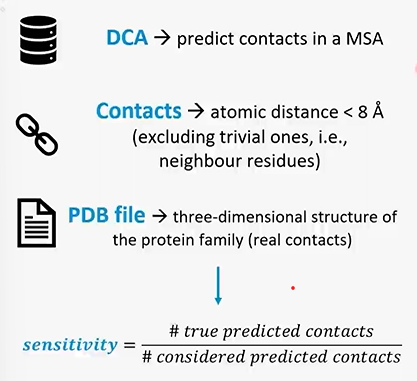 DCA → predict contacts in a MSA
Contacts → atomic distance < 8 Å
(excluding trivial ones, i.e.,
neighbour residues)
PDB file → three-dimensional structure of
the protein family (real contacts)
sensitivity = # true predicted contacts / # considered predicted contacts